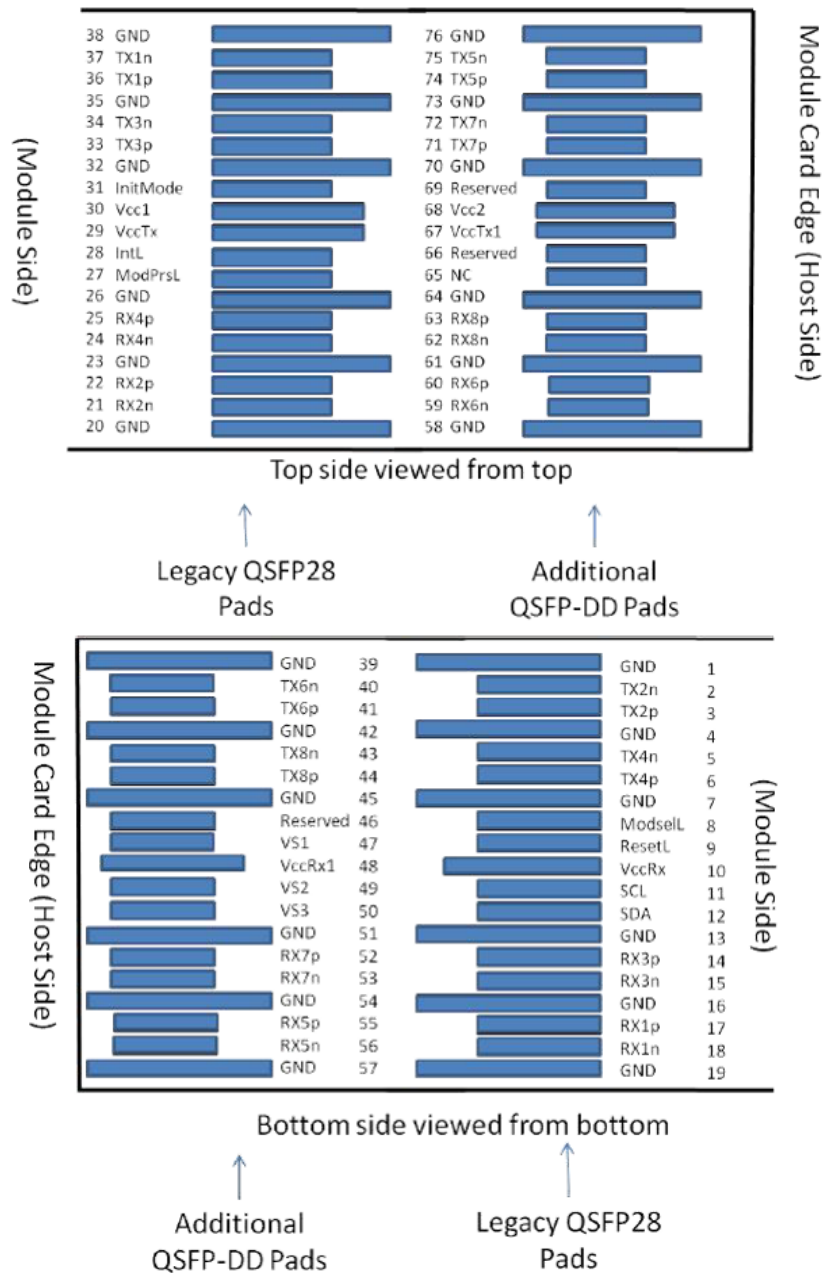 38 GND 76 GND
37 TX1n 75 TX5n
36 TX1p 74 TX5p
35 GND 73 GND
34 TX3n 72 TX7n
33 TX3p 71 TX7p
32 GND 70 GND
31 InitMode 69 Reserved
30 Vcc1 68 Vcc2
29 VccTx 67 VccTx1
28 IntL 66 Reserved
27 ModPrsL 65 NC
26 GND 64 GND
25 RX4p 63 RX8p
24 RX4n 62 RX8n
23 GND 61 GND
22 RX2p 60 RX6p
21 RX2n 59 RX6n
20 GND 58 GND
(Module Side)
Module Card Edge (Host Side)
Top side viewed from top
Legacy QSFP28
Pads
Additional
QSFP-DD Pads
Module Card Edge (Host Side)
GND 39 GND 1
TX6n 40 TX2n 2
TX6p 41 TX2p 3
GND 42 GND 4
TX8n 43 TX4n 5
TX8p 44 TX4p 6
GND 45 GND 7
Reserved 46 ModselL 8
VS1 47 ResetL 9
VccRx1 48 VccRx 10
VS2 49 SCL 11
VS3 50 SDA 12
GND 51 GND 13
RX7p 52 RX3p 14
RX7n 53 RX3n 15
GND 54 GND 16
RX5p 55 RX1p 17
RX5n 56 RX1n 18
GND 57 GND 19
(Module Side)
Bottom side viewed from bottom
Additional
QSFP-DD Pads
Legacy QSFP28
Pads